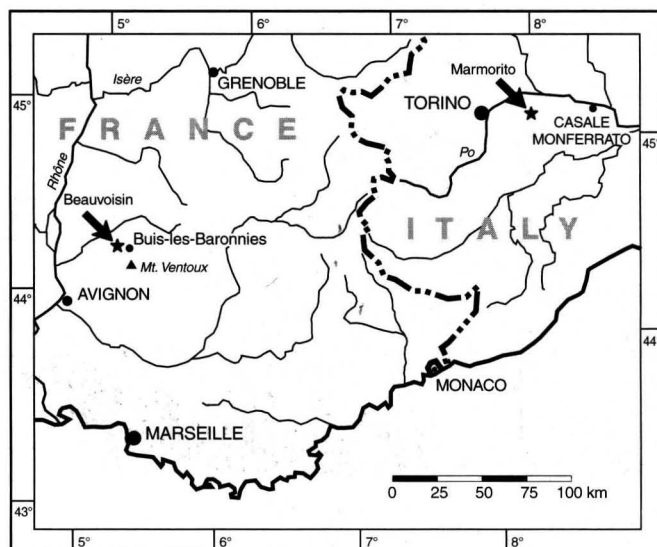 5° 6° 7° 8°
Isère
GRENOBLE
Marmorito
45°
TORINO
CASALE
MONFERRATO
45°
FRANCE
Po
Rhône
Beauvoisin
ITALY
Buis-les-Baronnies
Mt. Ventoux
44°
AVIGNON
44°
MONACO
MARSEILLE
0 25 50 75 100 km
43°
5° 6° 7° 8°